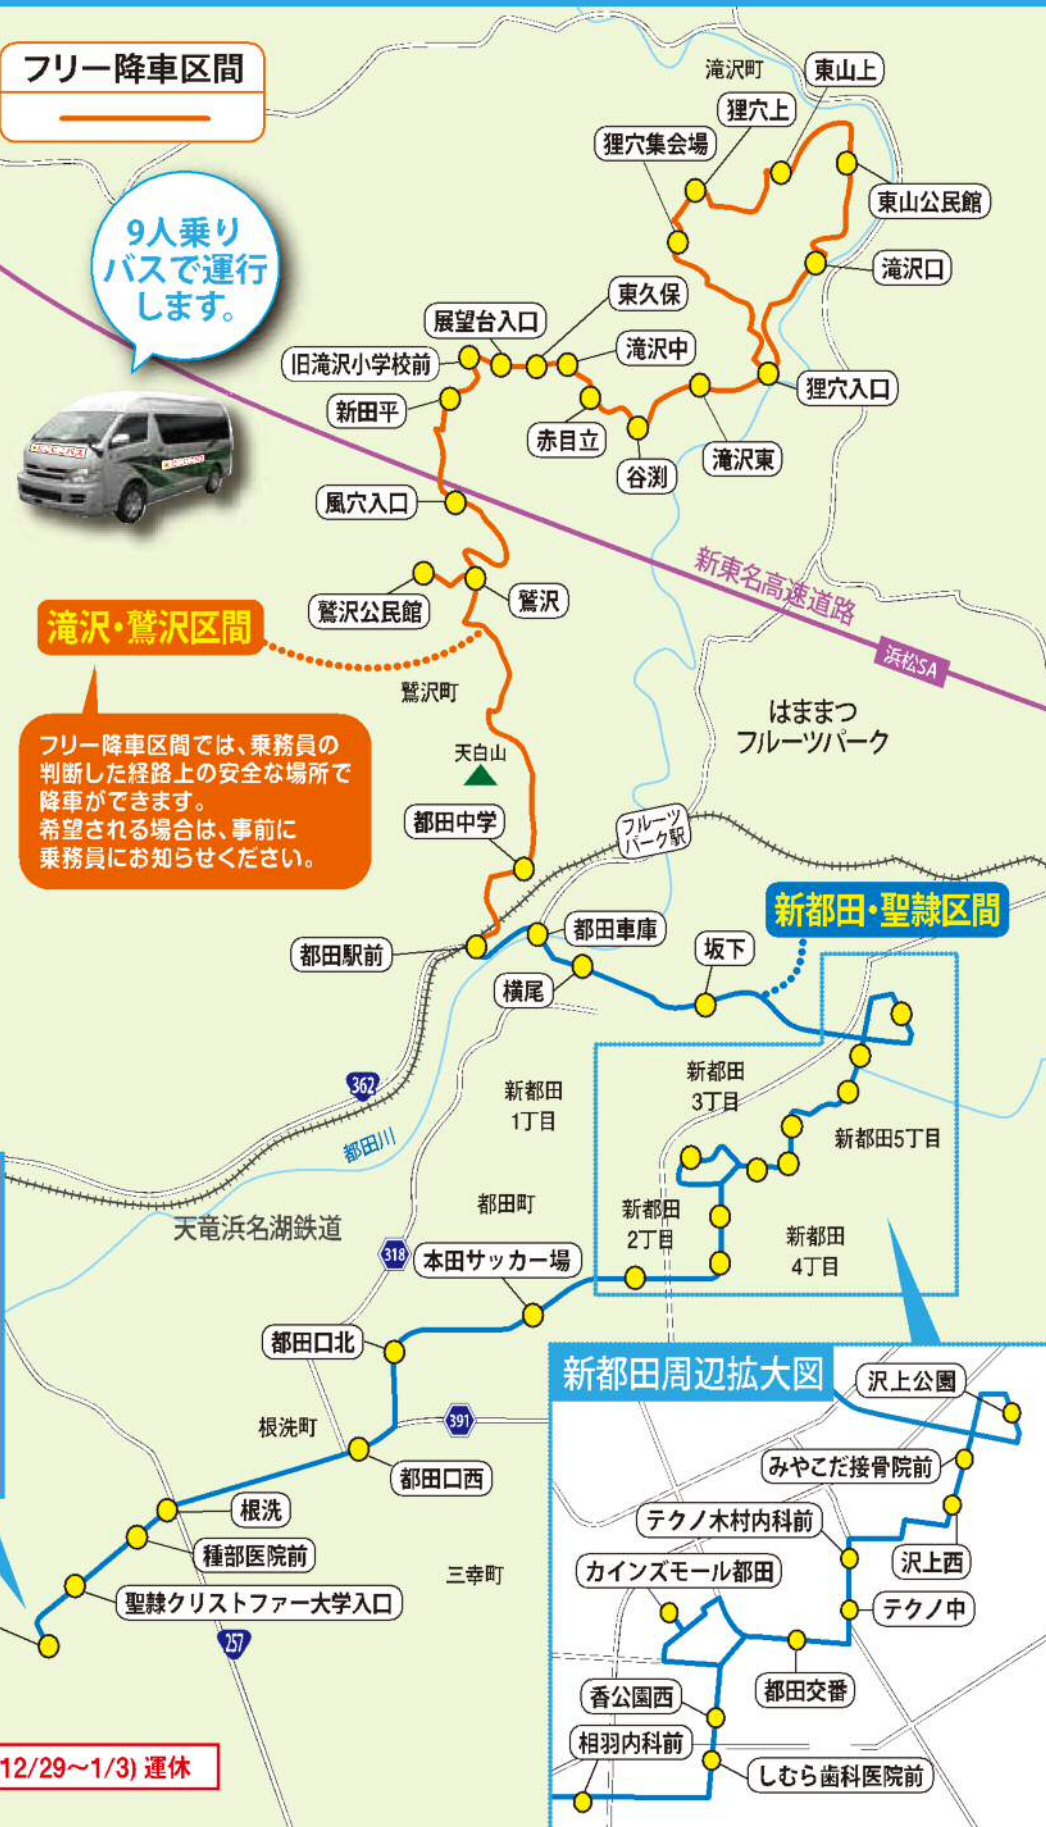 フリー降車区間
9人乗り
バスで運行
します。
滝沢町
東山上
狸穴上
狸穴集会場
東山公民館
滝沢口
東久保
展望台入口
滝沢中
旧滝沢小学校前
狸穴入口
新田平
赤目立
滝沢東
谷渕
風穴入口
新東名高速道路
浜松SA
鷲沢
鷲沢公民館
滝沢・鷲沢区間
鷲沢町
はままつ
フルーツパーク
フリー降車区間では、乗務員の
判断した経路上の安全な場所で
降車ができます。
希望される場合は、事前に
乗務員にお知らせください。
天白山
都田中学
フルーツ
パーク駅
新都田・聖隷区間
都田車庫
都田駅前
坂下
横尾
362
新都田
1丁目
新都田
3丁目
都田川
新都田5丁目
都田町
新都田
2丁目
新都田
4丁目
天竜浜名湖鉄道
318
本田サッカー場
都田口北
391
根洗町
都田口西
根洗
種部医院前
三幸町
聖隷クリストファー大学入口
257
新都田周辺拡大図
沢上公園
みやこだ接骨院前
テクノ木村内科前
沢上西
カインズモール都田
テクノ中
都田交番
香公園西
相羽内科前
しむら歯科医院前
12/29～1/3) 運休